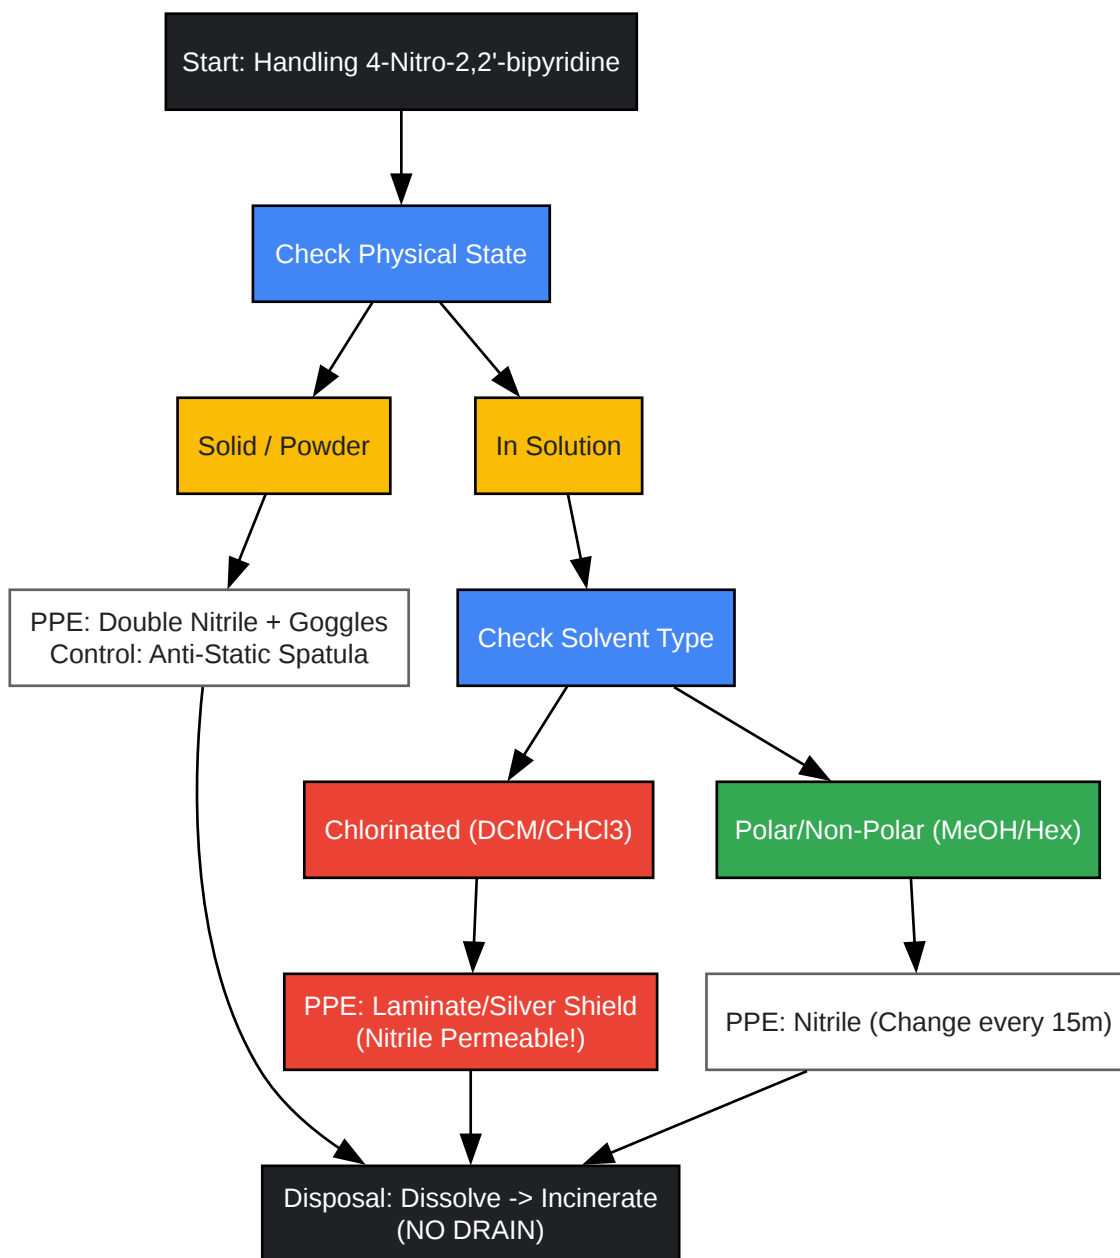 Start: Handling 4-Nitro-2,2'-bipyridine
Check Physical State
Solid / Powder
In Solution
PPE: Double Nitrile + Goggles
Control: Anti-Static Spatula
Check Solvent Type
Chlorinated (DCM/CHCl3)
Polar/Non-Polar (MeOH/Hex)
PPE: Laminate/Silver Shield
(Nitrile Permeable!)
PPE: Nitrile (Change every 15m)
Disposal: Dissolve -> Incinerate
(NO DRAIN)